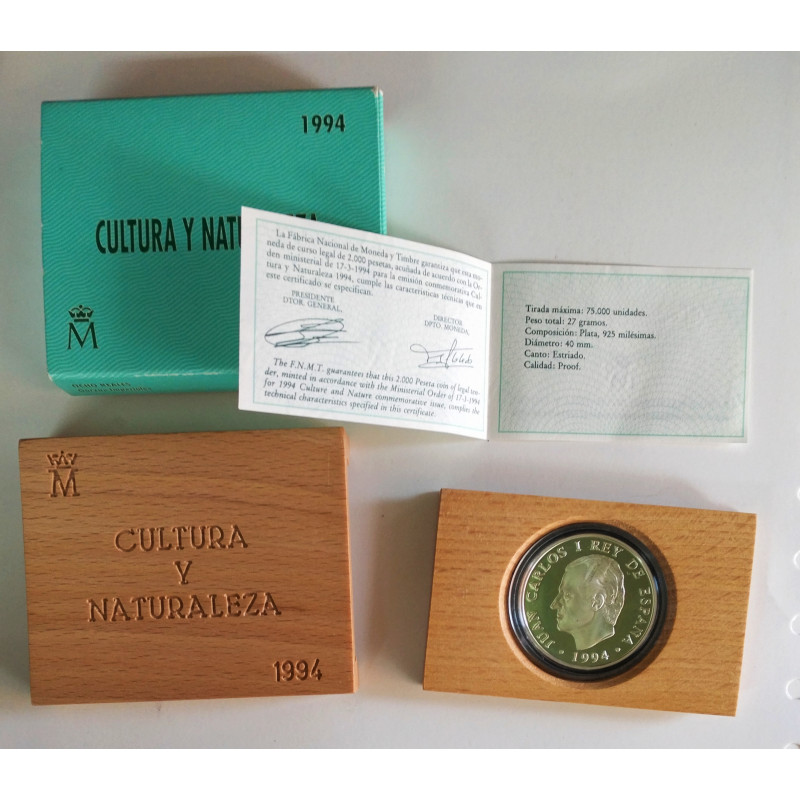 1994
CULTURA Y NATU
M
OCHO REALES
La Fábrica Nacional de Moneda y Timbre garantiza que esta mo-
neda de curso legal de 2.000 pesetas, acuñada de acuerdo con la Or-
den ministerial de 17-3-1994 para la emisión conmemorativa Cul-
tura y Naturaleza 1994, cumple las características técnicas que en
este certificado se especifican.
PRESIDENTE
DTOR. GENERAL,
DIRECTOR
DPTO. MONEDA,
The F.N.M.T. guarantees that this 2,000 Peseta coin of legal ten-
der, minted in accordance with the Ministerial Order of 17-3-1994
for 1994 Culture and Nature commemorative issue, complies the
technical characteristics specified in this certificate.
Tirada máxima: 75.000 unidades.
Peso total: 27 gramos.
Composición: Plata, 925 milésimas.
Diámetro: 40 mm.
Canto: Estriado.
Calidad: Proof.
M
CULTURA
Y
NATURALEZA
1994
JUAN CARLOS I REY DE ESPAÑA
1994